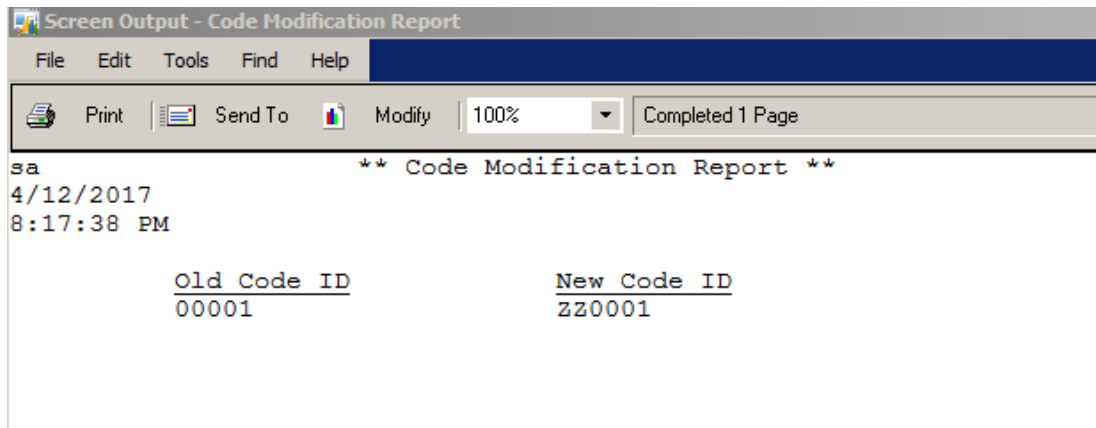 Screen Output - Code Modification Report
File Edit Tools Find Help
Print Send To Modify 100% Completed 1 Page
sa ** Code Modification Report **
4/12/2017
8:17:38 PM
Old Code ID New Code ID
00001 ZZ0001